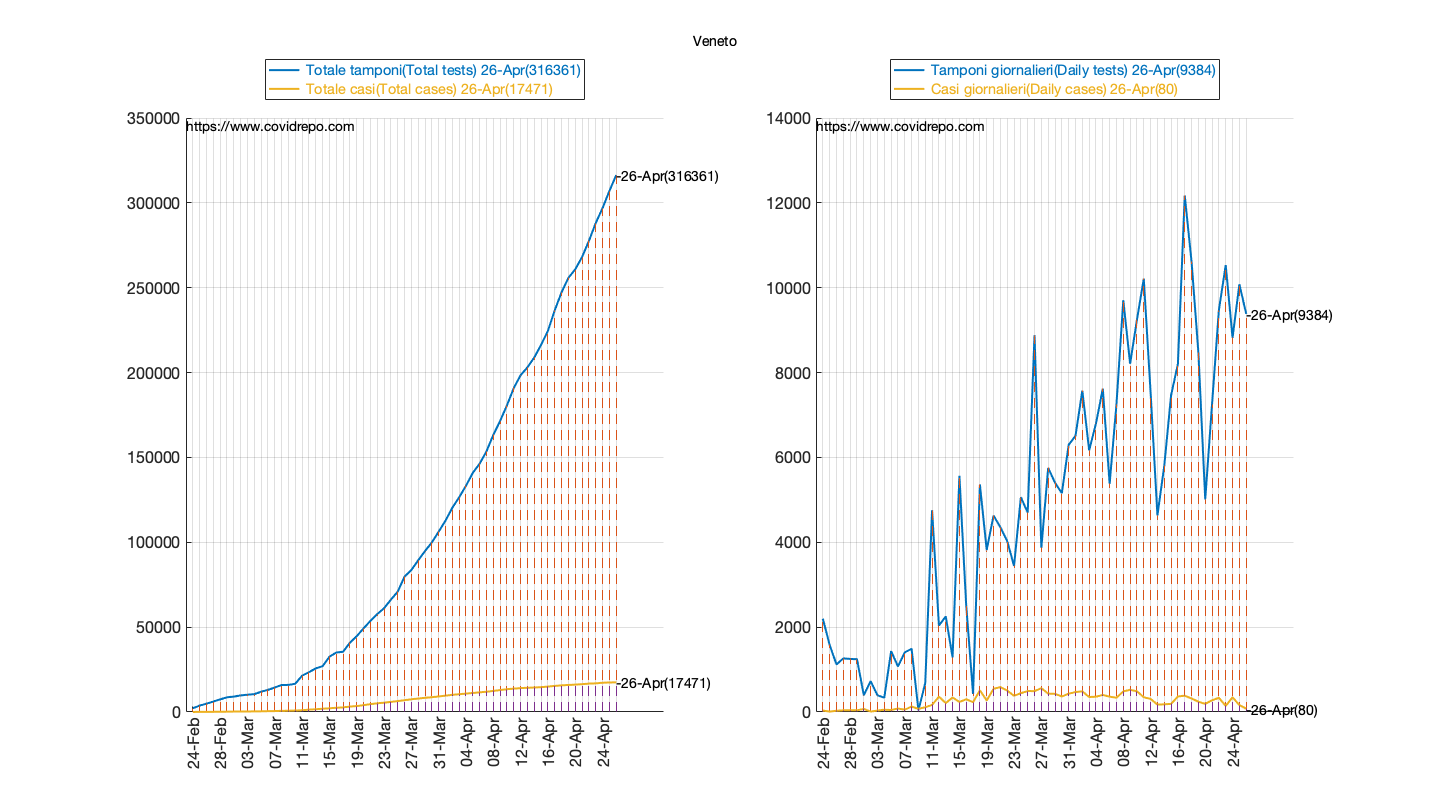 Veneto
Totale tamponi(Total tests) 26-Apr(316361)
Totale casi(Total cases) 26-Apr(17471)
350000
https://www.covidrepo.com
300000
250000
200000
150000
100000
50000
0
-26-Apr(316361)
-26-Apr(17471)
24-Feb
28-Feb
03-Mar
07-Mar
11-Mar
15-Mar
19-Mar
23-Mar
27-Mar
31-Mar
04-Apr
08-Apr
12-Apr
16-Apr
20-Apr
24-Apr
Tamponi giornalieri(Daily tests) 26-Apr(9384)
Casi giornalieri(Daily cases) 26-Apr(80)
14000
https://www.covidrepo.com
12000
10000
8000
6000
4000
2000
0
-26-Apr(9384)
-26-Apr(80)
24-Feb
28-Feb
03-Mar
07-Mar
11-Mar
15-Mar
19-Mar
23-Mar
27-Mar
31-Mar
04-Apr
08-Apr
12-Apr
16-Apr
20-Apr
24-Apr